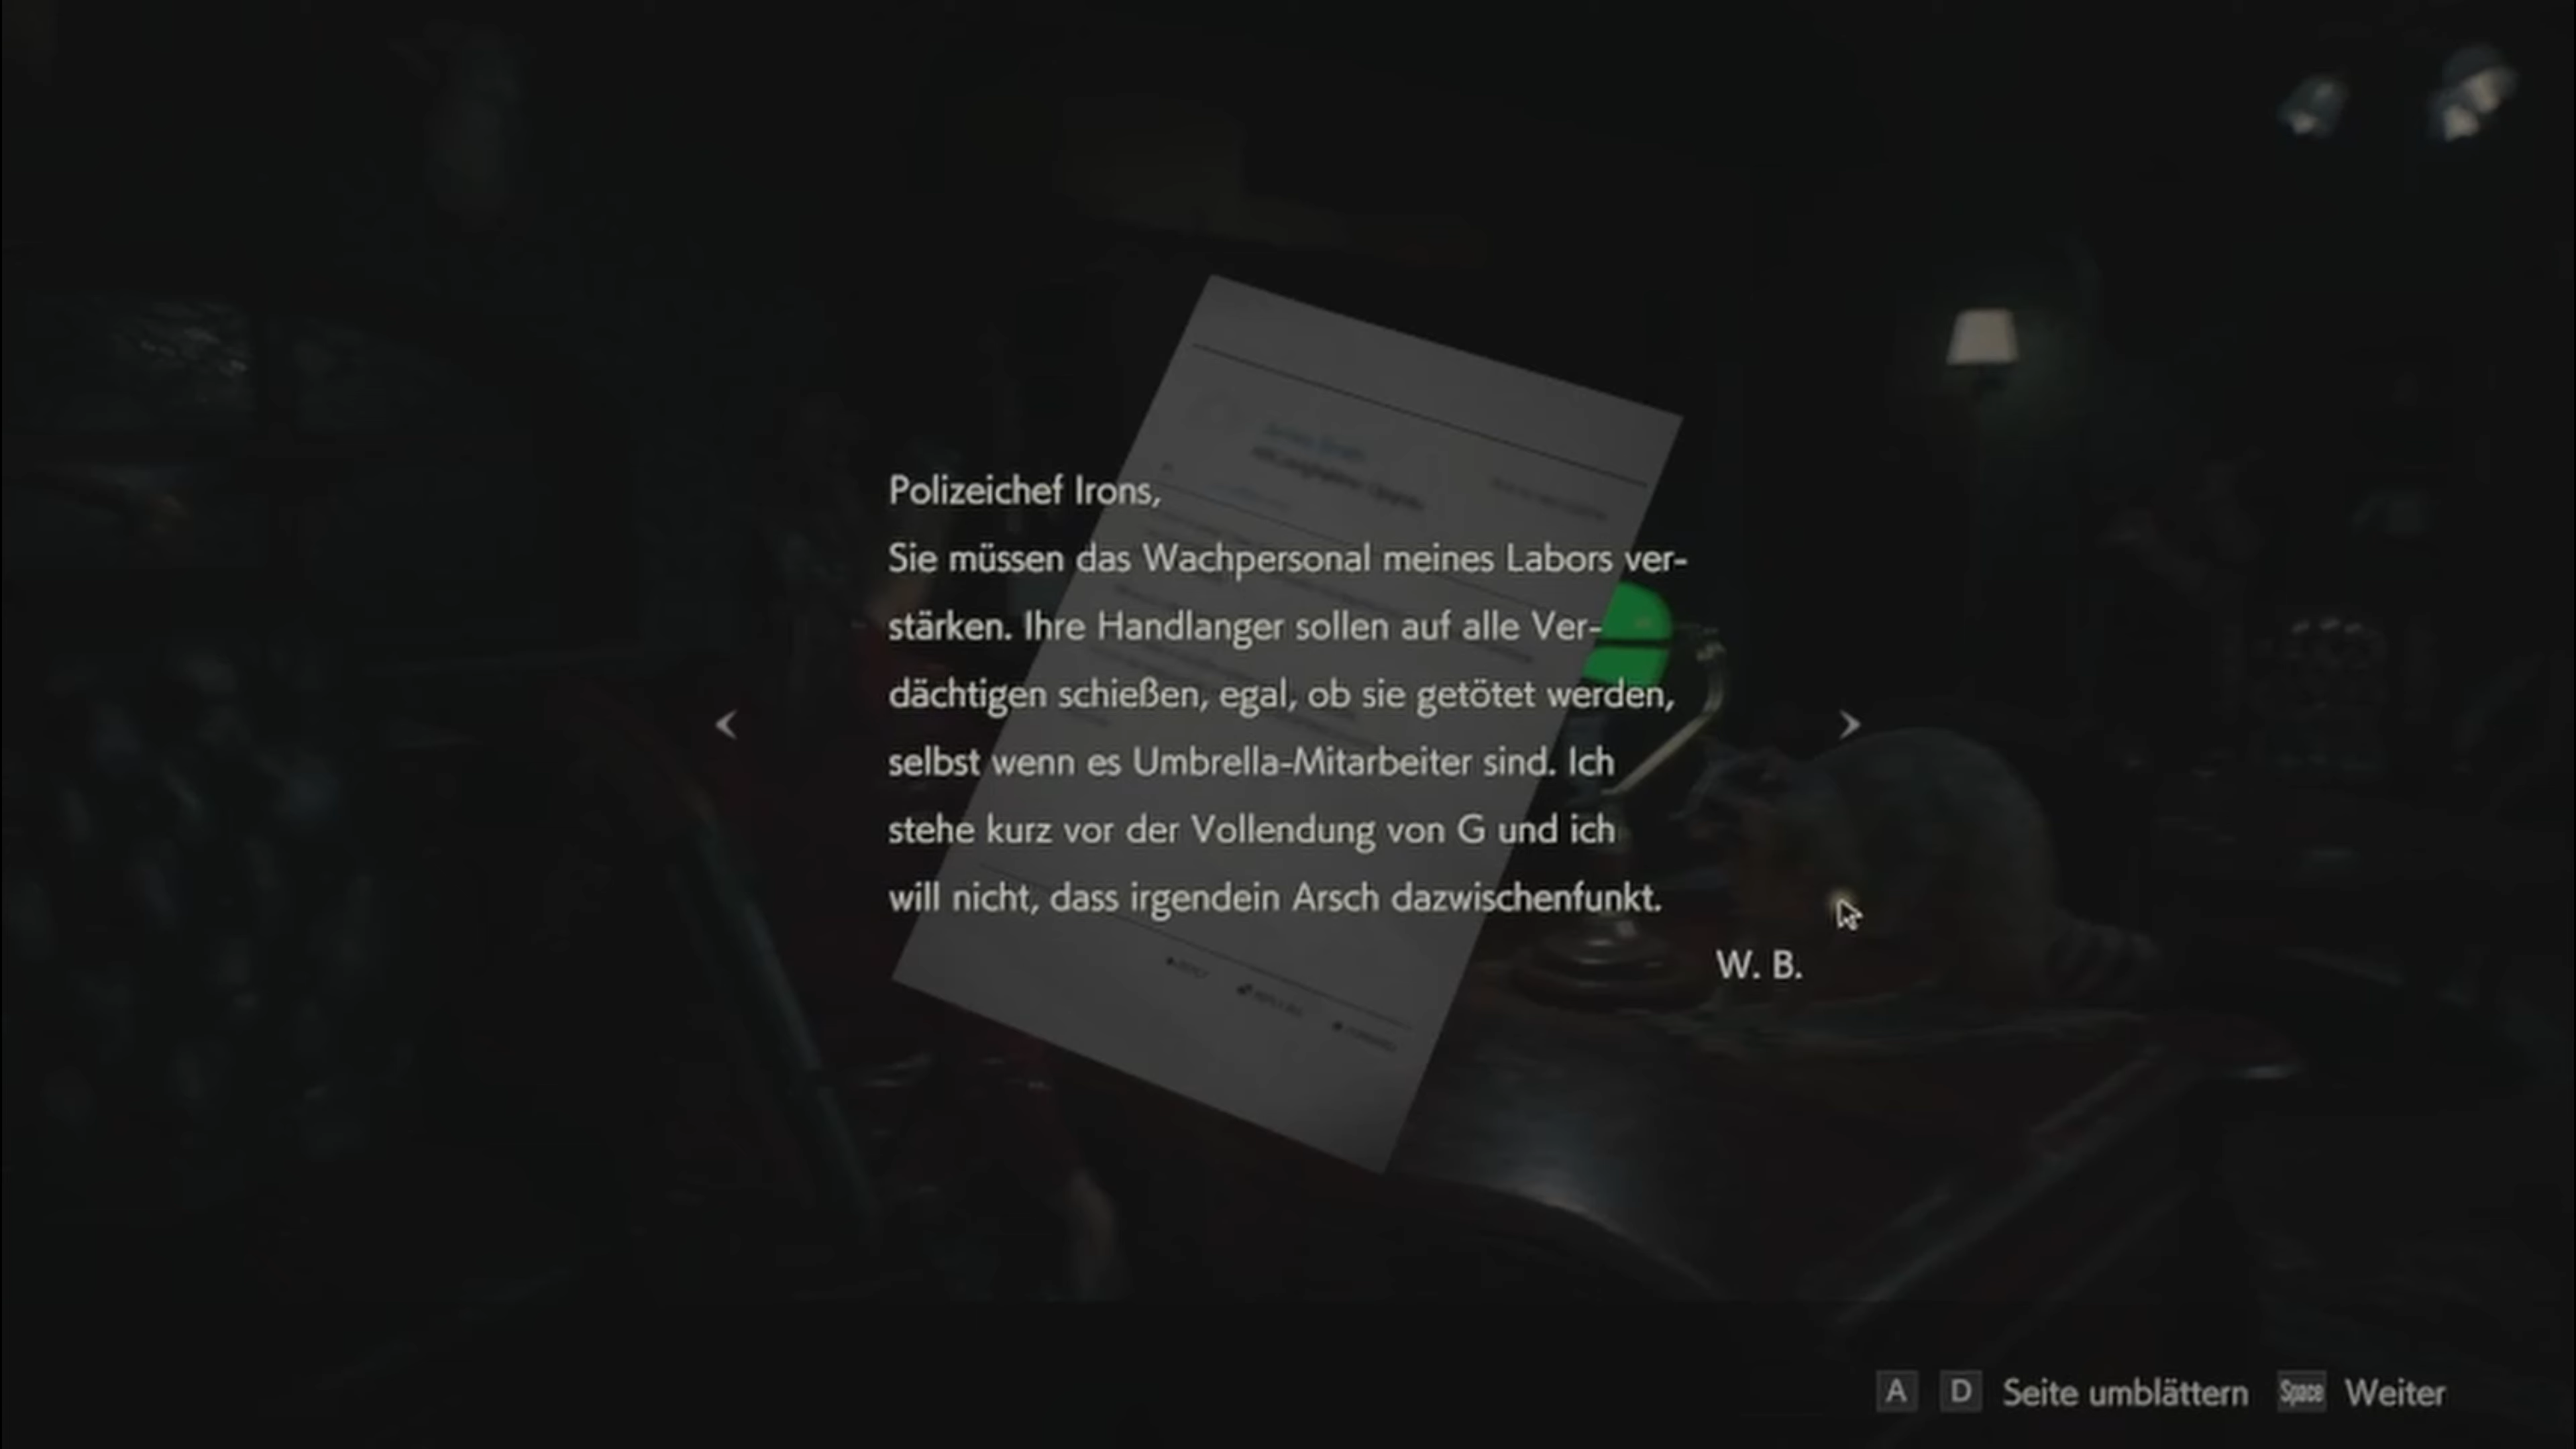 Polizeichef Irons,
Sie müssen das Wachpersonal meines Labors ver-
stärken. Ihre Handlanger sollen auf alle Ver-
dächtigen schießen, egal, ob sie getötet werden,
selbst wenn es Umbrella-Mitarbeiter sind. Ich
stehe kurz vor der Vollendung von G und ich
will nicht, dass irgendein Arsch dazwischenfunkt.
W. B.
A D Seite umblättern Space Weiter